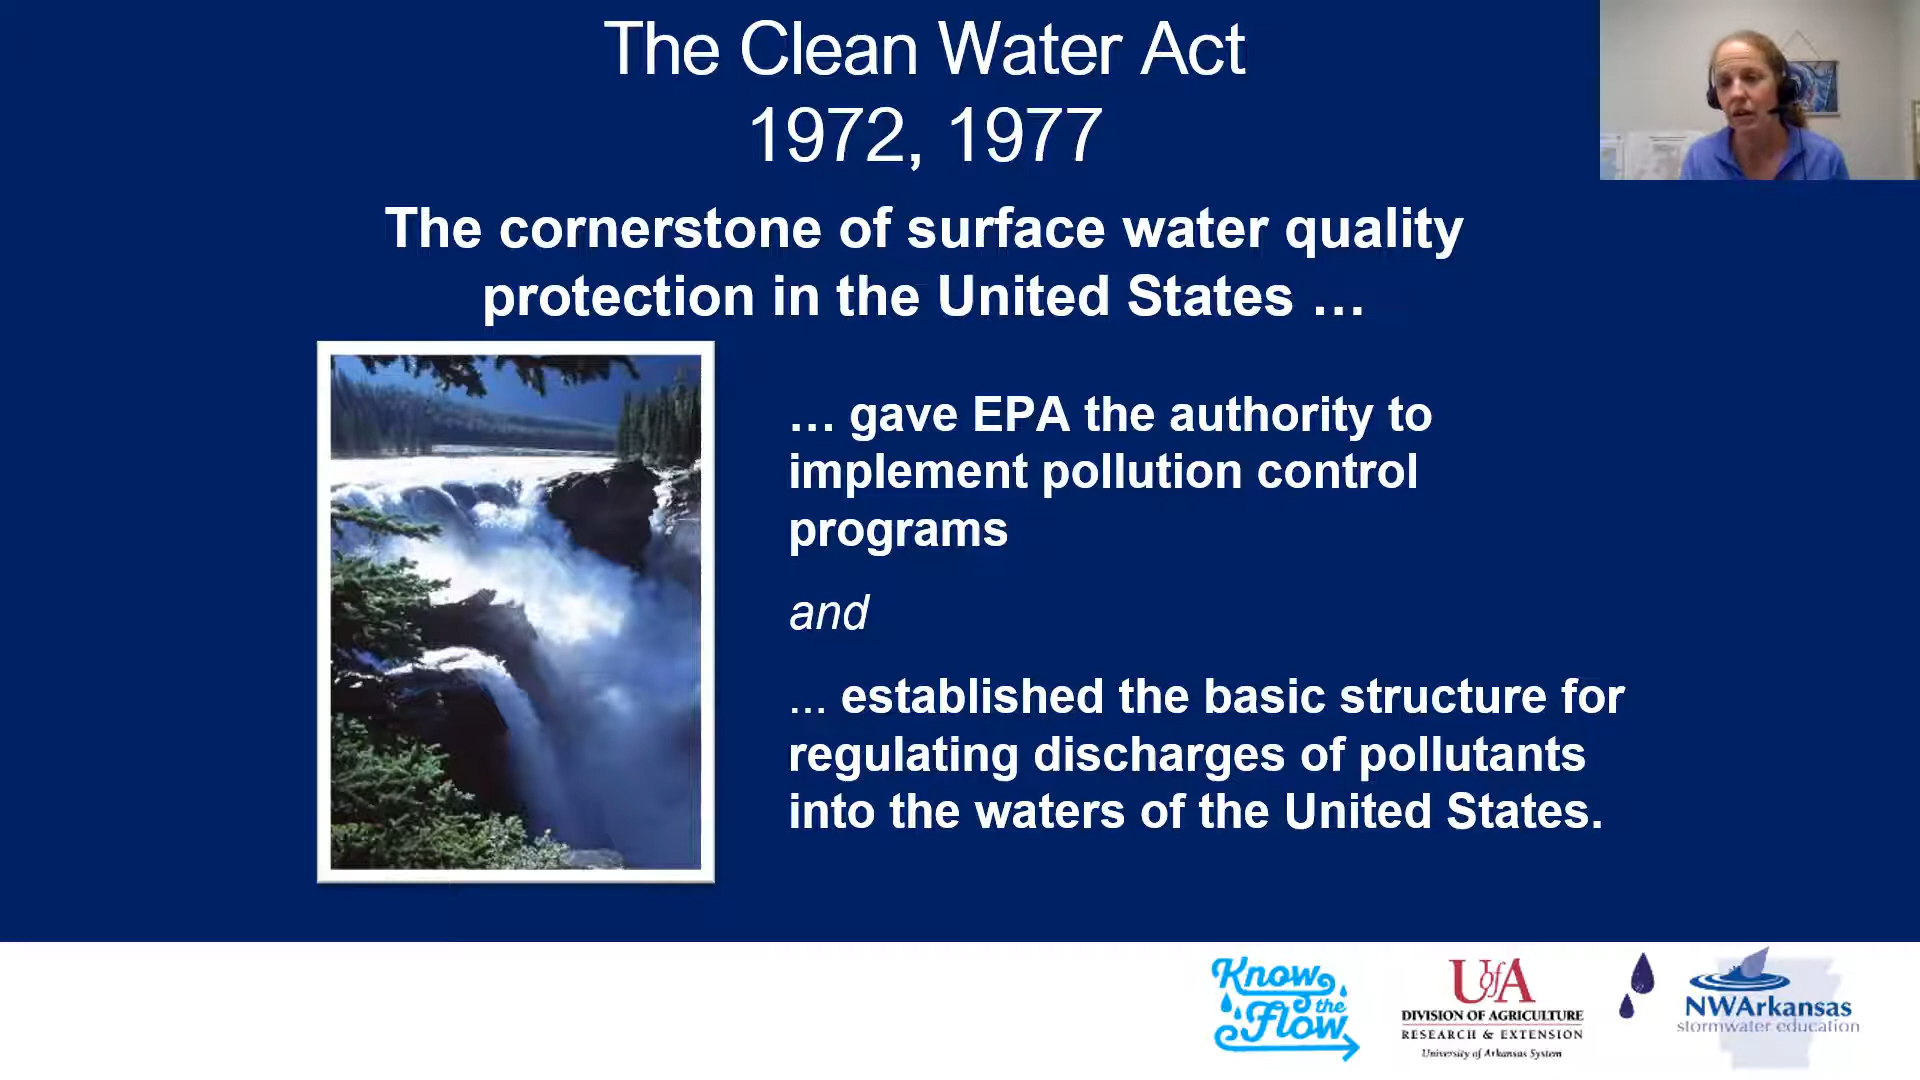 The Clean Water Act
1972, 1977
The cornerstone of surface water quality
protection in the United States …
… gave EPA the authority to
implement pollution control
programs
and
... established the basic structure for
regulating discharges of pollutants
into the waters of the United States.
Know
the
Flow
UofA
DIVISION OF AGRICULTURE
RESEARCH & EXTENSION
University of Arkansas System
NWArkansas
stormwater education